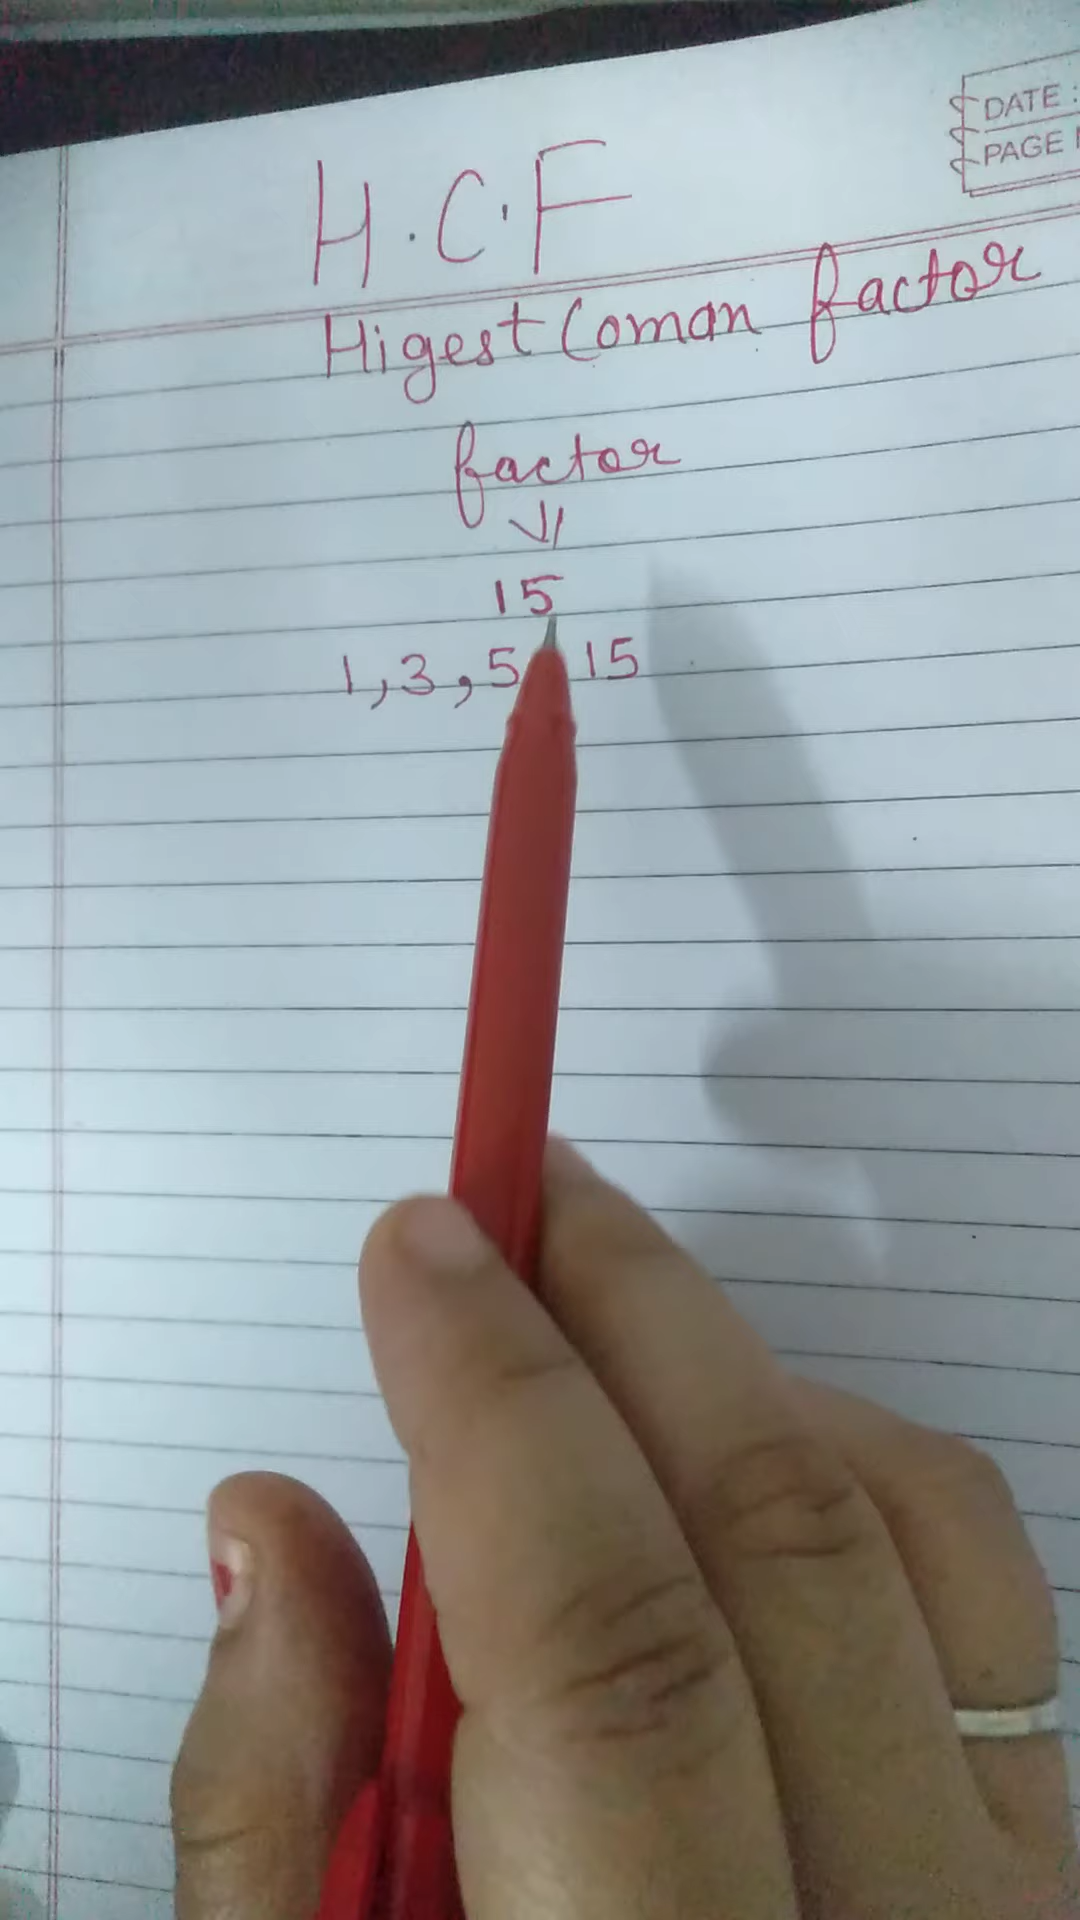 DATE :
PAGE
H.C.F
Higest Coman factor
factor
15
1, 3, 5 15